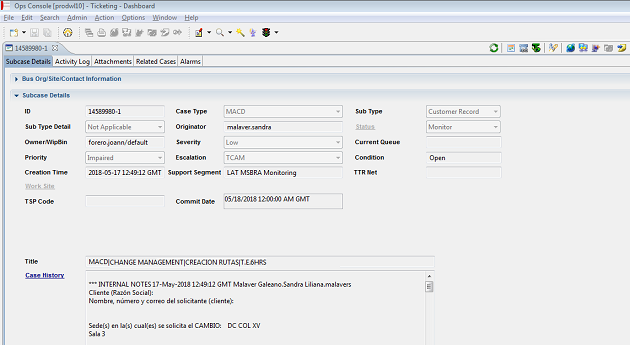 Ops Console [prodwl10] - Ticketing - Dashboard
File Edit Search Admin Action Options Window Help
14589980-1
Subcase Details Activity Log Attachments Related Cases Alarms
Bus Org/Site/Contact Information
Subcase Details
ID 14589980-1 Case Type MACD Sub Type Customer Record
Sub Type Detail Not Applicable Originator malaver.sandra Status Monitor
Owner/WipBin forero.joann/default Severity Low Current Queue
Priority Impaired Escalation TCAM Condition Open
Creation Time 2018-05-17 12:49:12 GMT Support Segment LAT MSBRA Monitoring TTR Net
Work Site
TSP Code Commit Date 05/18/2018 12:00:00 AM GMT
Title MACD|CHANGE MANAGEMENT|CREACION RUTAS|T.E.6HRS
Case History
*** INTERNAL NOTES 17-May-2018 12:49:12 GMT Malaver Galeano.Sandra Liliana.malavers
Cliente (Razón Social):
Nombre, número y correo del solicitante (cliente):
Sede(s) en la(s) cual(es) se solicita el CAMBIO: DC COL XV
Sala 3